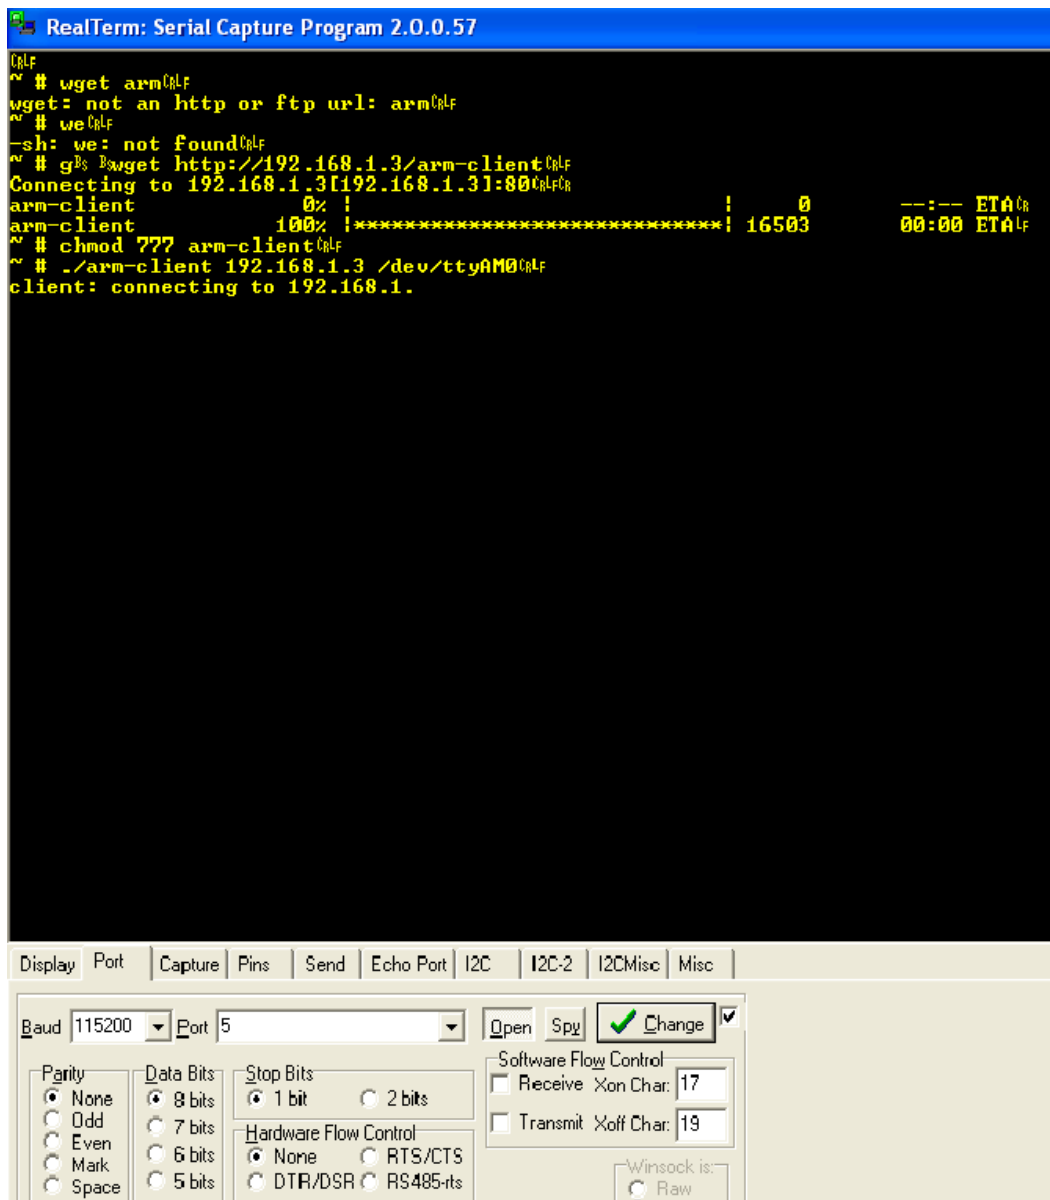 RealTerm: Serial Capture Program 2.0.0.57
CRLF
~ # wget armCRLF
wget: not an http or ftp url: armCRLF
~ # weCRLF
-sh: we: not foundCRLF
~ # gBS BSwget http://192.168.1.3/arm-clientCRLF
Connecting to 192.168.1.3[192.168.1.3]:80CRLFCR
arm-client 0% | | 0 --:-- ETACR
arm-client 100% |*****************************| 16503 00:00 ETALF
~ # chmod 777 arm-clientCRLF
~ # ./arm-client 192.168.1.3 /dev/ttyAM0CRLF
client: connecting to 192.168.1.
Display Port Capture Pins Send Echo Port I2C I2C-2 I2CMisc Misc
Baud 115200 Port 5 Open Spy Change
Parity Data Bits Stop Bits Software Flow Control
None 8 bits 1 bit 2 bits Receive Xon Char: 17
Odd 7 bits Hardware Flow Control Transmit Xoff Char: 19
Even 6 bits None RTS/CTS
Mark 5 bits DTR/DSR RS485-rts Winsock is:
Space Raw